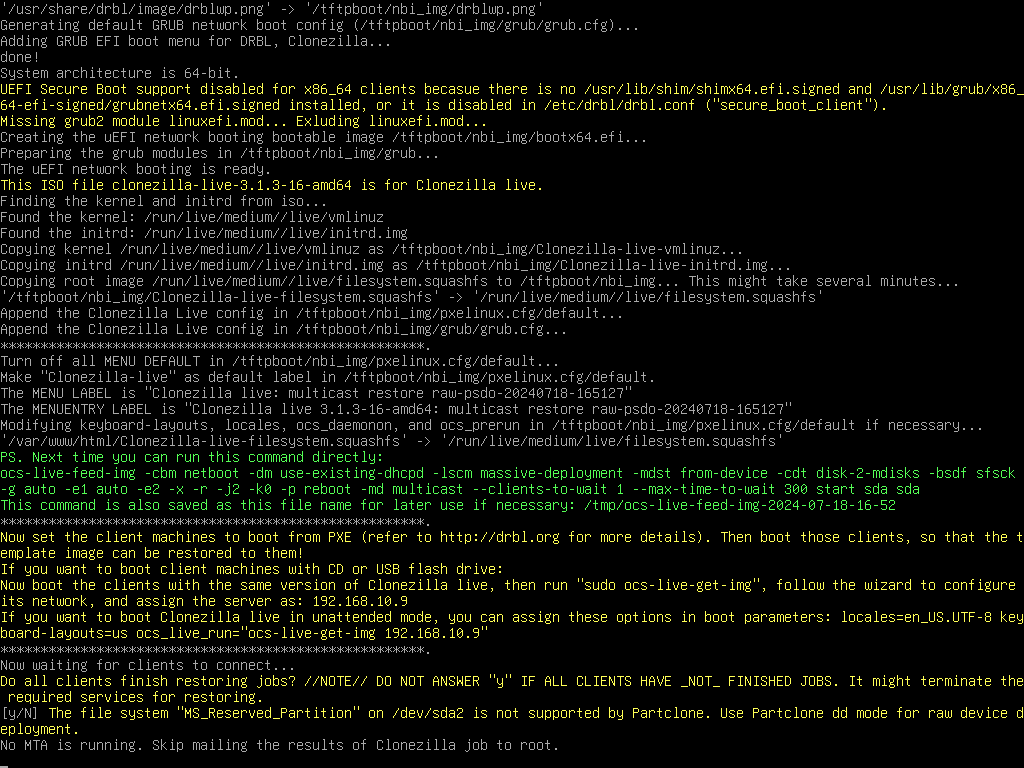 '/usr/share/drbl/image/drblwp.png' -> '/tftpboot/nbi_img/drblwp.png'
Generating default GRUB network boot config (/tftpboot/nbi_img/grub/grub.cfg)...
Adding GRUB EFI boot menu for DRBL, Clonezilla...
done!
System architecture is 64-bit.
UEFI Secure Boot support disabled for x86_64 clients becasue there is no /usr/lib/shim/shimx64.efi.signed and /usr/lib/grub/x86_
64-efi-signed/grubnetx64.efi.signed installed, or it is disabled in /etc/drbl/drbl.conf ("secure_boot_client").
Missing grub2 module linuxefi.mod... Exluding linuxefi.mod...
Creating the uEFI network booting bootable image /tftpboot/nbi_img/bootx64.efi...
Preparing the grub modules in /tftpboot/nbi_img/grub...
The uEFI network booting is ready.
This ISO file clonezilla-live-3.1.3-16-amd64 is for Clonezilla live.
Finding the kernel and initrd from iso...
Found the kernel: /run/live/medium//live/vmlinuz
Found the initrd: /run/live/medium//live/initrd.img
Copying kernel /run/live/medium//live/vmlinuz as /tftpboot/nbi_img/Clonezilla-live-vmlinuz...
Copying initrd /run/live/medium//live/initrd.img as /tftpboot/nbi_img/Clonezilla-live-initrd.img...
Copying root image /run/live/medium//live/filesystem.squashfs to /tftpboot/nbi_img... This might take several minutes...
'/tftpboot/nbi_img/Clonezilla-live-filesystem.squashfs' -> '/run/live/medium//live/filesystem.squashfs'
Append the Clonezilla Live config in /tftpboot/nbi_img/pxelinux.cfg/default...
Append the Clonezilla Live config in /tftpboot/nbi_img/grub/grub.cfg...
*****************************************************.
Turn off all MENU DEFAULT in /tftpboot/nbi_img/pxelinux.cfg/default...
Make "Clonezilla-live" as default label in /tftpboot/nbi_img/pxelinux.cfg/default.
The MENU LABEL is "Clonezilla live: multicast restore raw-psdo-20240718-165127"
The MENUENTRY LABEL is "Clonezilla live 3.1.3-16-amd64: multicast restore raw-psdo-20240718-165127"
Modifying keyboard-layouts, locales, ocs_daemonon, and ocs_prerun in /tftpboot/nbi_img/pxelinux.cfg/default if necessary...
'/var/www/html/Clonezilla-live-filesystem.squashfs' -> '/run/live/medium/live/filesystem.squashfs'
PS. Next time you can run this command directly:
ocs-live-feed-img -cbm netboot -dm use-existing-dhcpd -lscm massive-deployment -mdst from-device -cdt disk-2-mdisks -bsdf sfsck
-g auto -e1 auto -e2 -x -r -j2 -k0 -p reboot -md multicast --clients-to-wait 1 --max-time-to-wait 300 start sda sda
This command is also saved as this file name for later use if necessary: /tmp/ocs-live-feed-img-2024-07-18-16-52
*****************************************************.
Now set the client machines to boot from PXE (refer to http://drbl.org for more details). Then boot those clients, so that the t
emplate image can be restored to them!
If you want to boot client machines with CD or USB flash drive:
Now boot the clients with the same version of Clonezilla live, then run "sudo ocs-live-get-img", follow the wizard to configure
its network, and assign the server as: 192.168.10.9
If you want to boot Clonezilla live in unattended mode, you can assign these options in boot parameters: locales=en_US.UTF-8 key
board-layouts=us ocs_live_run="ocs-live-get-img 192.168.10.9"
*****************************************************.
Now waiting for clients to connect...
Do all clients finish restoring jobs? //NOTE// DO NOT ANSWER "y" IF ALL CLIENTS HAVE _NOT_ FINISHED JOBS. It might terminate the
 required services for restoring.
[y/N] The file system "MS_Reserved_Partition" on /dev/sda2 is not supported by Partclone. Use Partclone dd mode for raw device d
eployment.
No MTA is running. Skip mailing the results of Clonezilla job to root.